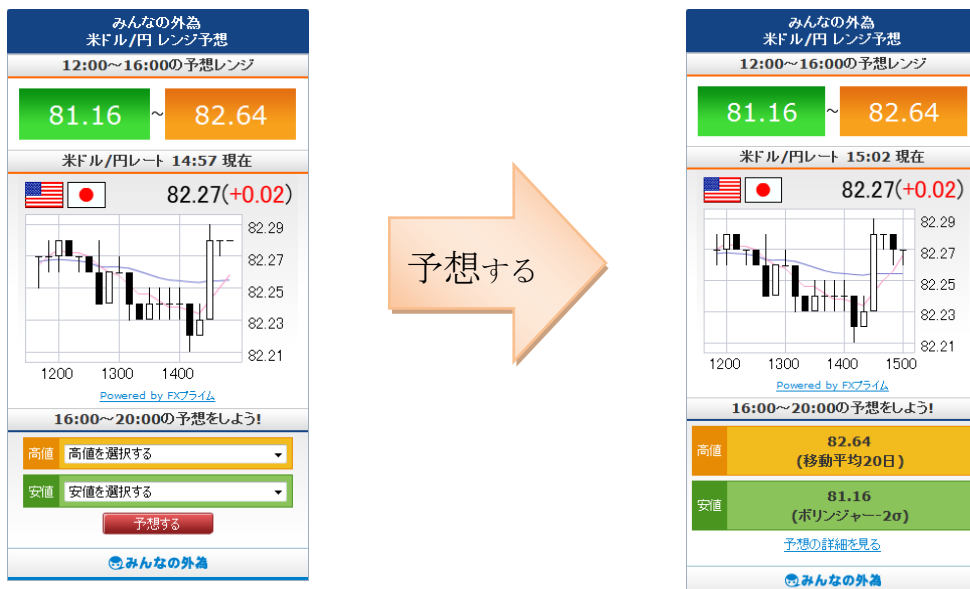 みんなの外為
米ドル/円 レンジ予想
12:00～16:00の予想レンジ
81.16 ～ 82.64
米ドル/円レート 14:57 現在
82.27(+0.02)
82.29
82.27
82.25
82.23
82.21
1200 1300 1400
Powered by FXプライム
16:00～20:00の予想をしよう!
高値 高値を選択する
安値 安値を選択する
予想する
みんなの外為
予想する
みんなの外為
米ドル/円 レンジ予想
12:00～16:00の予想レンジ
81.16 ～ 82.64
米ドル/円レート 15:02 現在
82.27(+0.02)
82.29
82.27
82.25
82.23
82.21
1200 1300 1400 1500
Powered by FXプライム
16:00～20:00の予想をしよう!
高値 82.64
(移動平均20日)
安値 81.16
(ボリンジャー-2σ)
予想の詳細を見る
みんなの外為